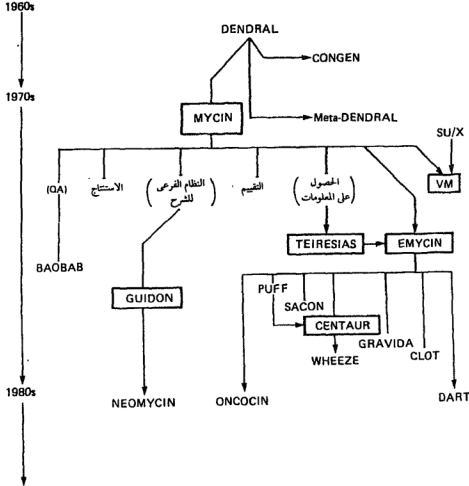 1960s
DENDRAL
CONGEN
1970s
MYCIN
Meta-DENDRAL
SU/X
(QA)
الاستنتاج
(النظام الفرعى
للشرح)
التقييم
(الحصول
على المعلومات)
VM
TEIRESIAS
EMYCIN
BAOBAB
GUIDON
PUFF
SACON
CENTAUR
WHEEZE
GRAVIDA
CLOT
1980s
NEOMYCIN
ONCOCIN
DART